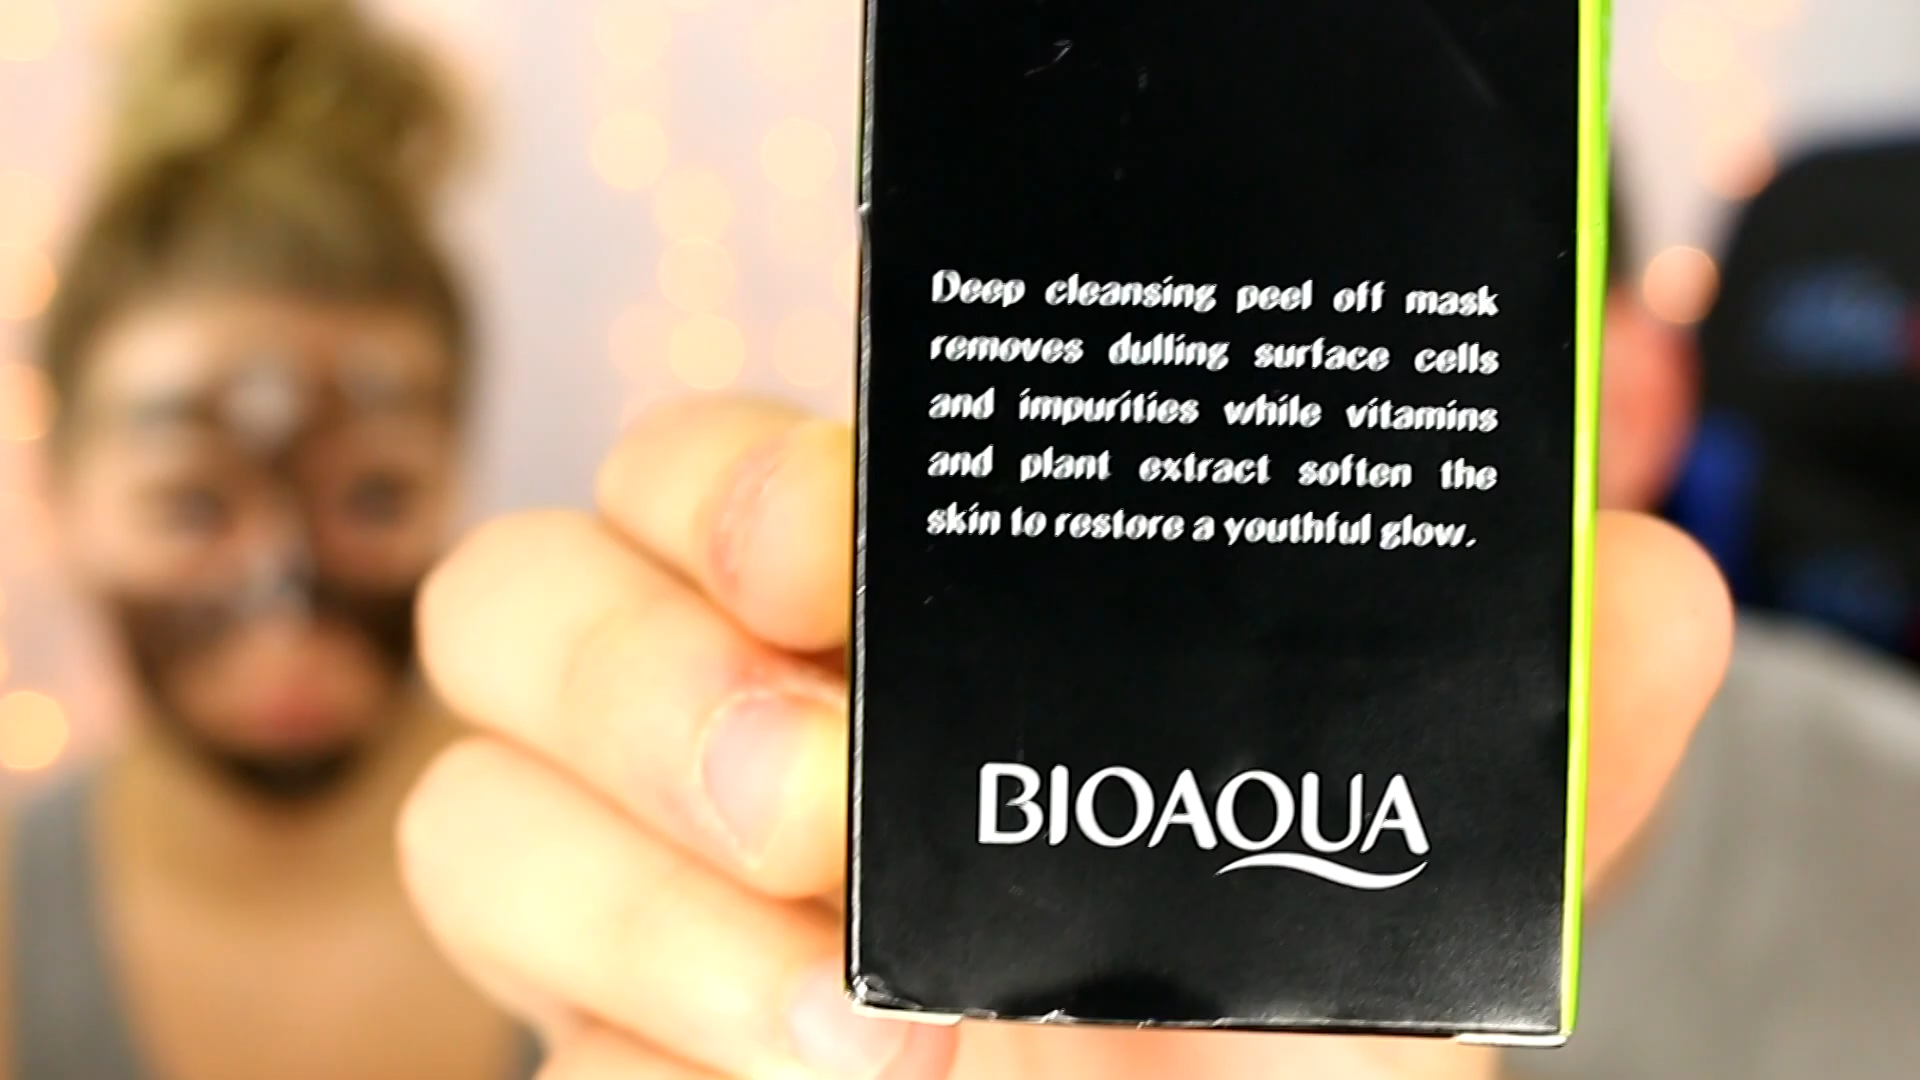 Deep cleansing peel off mask
removes dulling surface cells
and impurities while vitamins
and plant extract soften the
skin to restore a youthful glow.
BIOAQUA